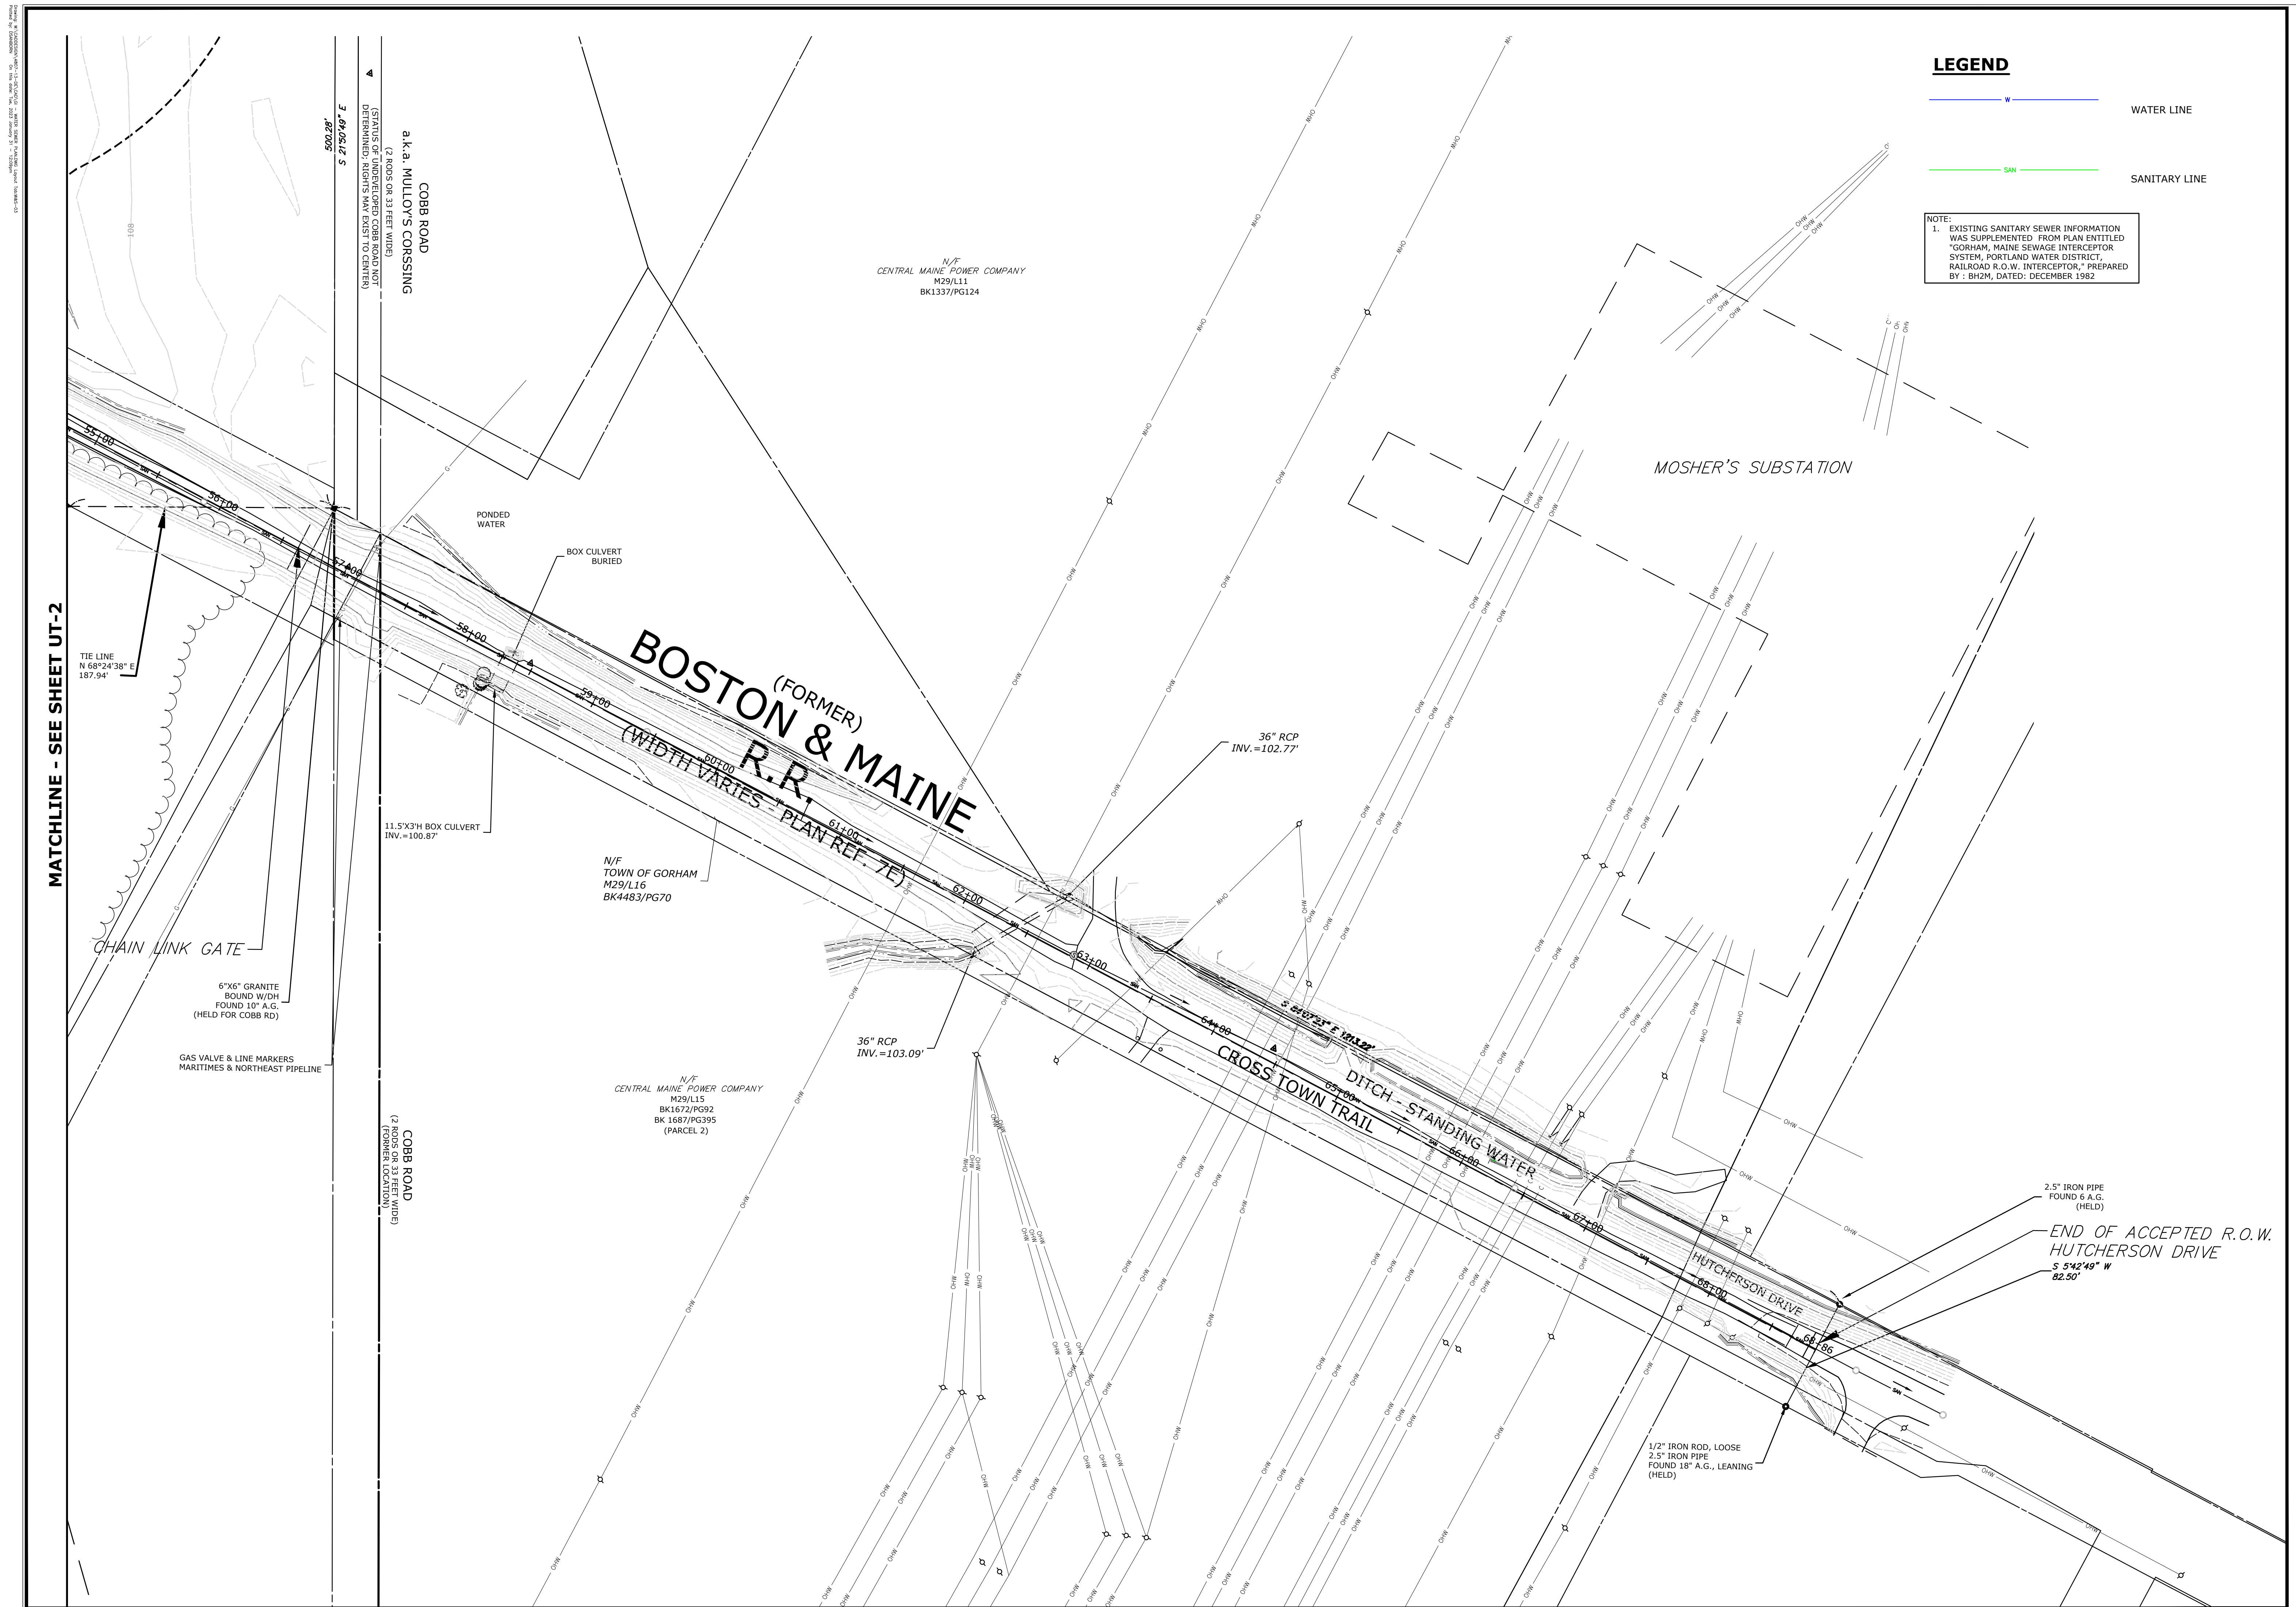 LEGEND
W
WATER LINE
SAN
SANITARY LINE
NOTE:
1. EXISTING SANITARY SEWER INFORMATION
WAS SUPPLEMENTED FROM PLAN ENTITLED
"GORHAM, MAINE SEWAGE INTERCEPTOR
SYSTEM, PORTLAND WATER DISTRICT,
RAILROAD R.O.W. INTERCEPTOR," PREPARED
BY : BH2M, DATED: DECEMBER 1982
MATCHLINE - SEE SHEET UT-2
COBB ROAD
a.k.a. MULLOY'S CORSSING
(2 RODS OR 33 FEET WIDE)
(STATUS OF UNDEVELOPED COBB ROAD NOT
DETERMINED; RIGHTS MAY EXIST TO CENTER)
S 21°50'49" E
500.28'
108
N/F
CENTRAL MAINE POWER COMPANY
M29/L11
BK1337/PG124
MOSHER'S SUBSTATION
PONDED
WATER
BOX CULVERT
BURIED
TIE LINE
N 68°24'38" E
187.94'
55+00
56+00
57+00
58+00
59+00
60+00
61+00
62+00
63+00
64+00
65+00
66+00
67+00
68+00
68+86
(FORMER)
BOSTON & MAINE
R.R.
(WIDTH VARIES - PLAN REF. 7E)
36" RCP
INV.=102.77'
11.5'X3'H BOX CULVERT
INV.=100.87'
N/F
TOWN OF GORHAM
M29/L16
BK4483/PG70
CHAIN LINK GATE
6"X6" GRANITE
BOUND W/DH
FOUND 10" A.G.
(HELD FOR COBB RD)
GAS VALVE & LINE MARKERS
MARITIMES & NORTHEAST PIPELINE
36" RCP
INV.=103.09'
N/F
CENTRAL MAINE POWER COMPANY
M29/L15
BK1672/PG92
BK 1687/PG395
(PARCEL 2)
COBB ROAD
(2 RODS OR 33 FEET WIDE)
(FORMER LOCATION)
CROSS TOWN TRAIL
DITCH - STANDING WATER
HUTCHERSON DRIVE
2.5" IRON PIPE
FOUND 6 A.G.
(HELD)
END OF ACCEPTED R.O.W.
HUTCHERSON DRIVE
S 5°42'49" W
82.50'
1/2" IRON ROD, LOOSE
2.5" IRON PIPE
FOUND 18" A.G., LEANING
(HELD)
OHW
SAN
G